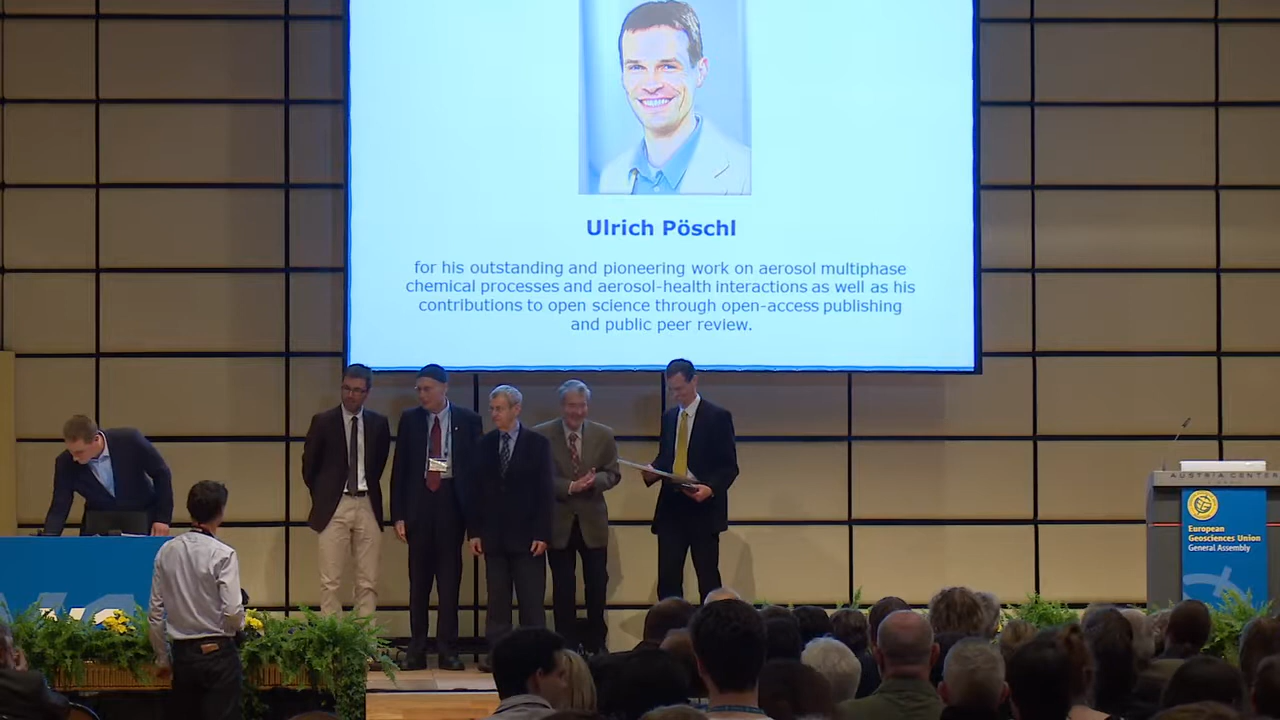 Ulrich Pöschl
for his outstanding and pioneering work on aerosol multiphase
chemical processes and aerosol-health interactions as well as his
contributions to open science through open-access publishing
and public peer review.
AUSTRIA CENTER
European
Geosciences Union
General Assembly